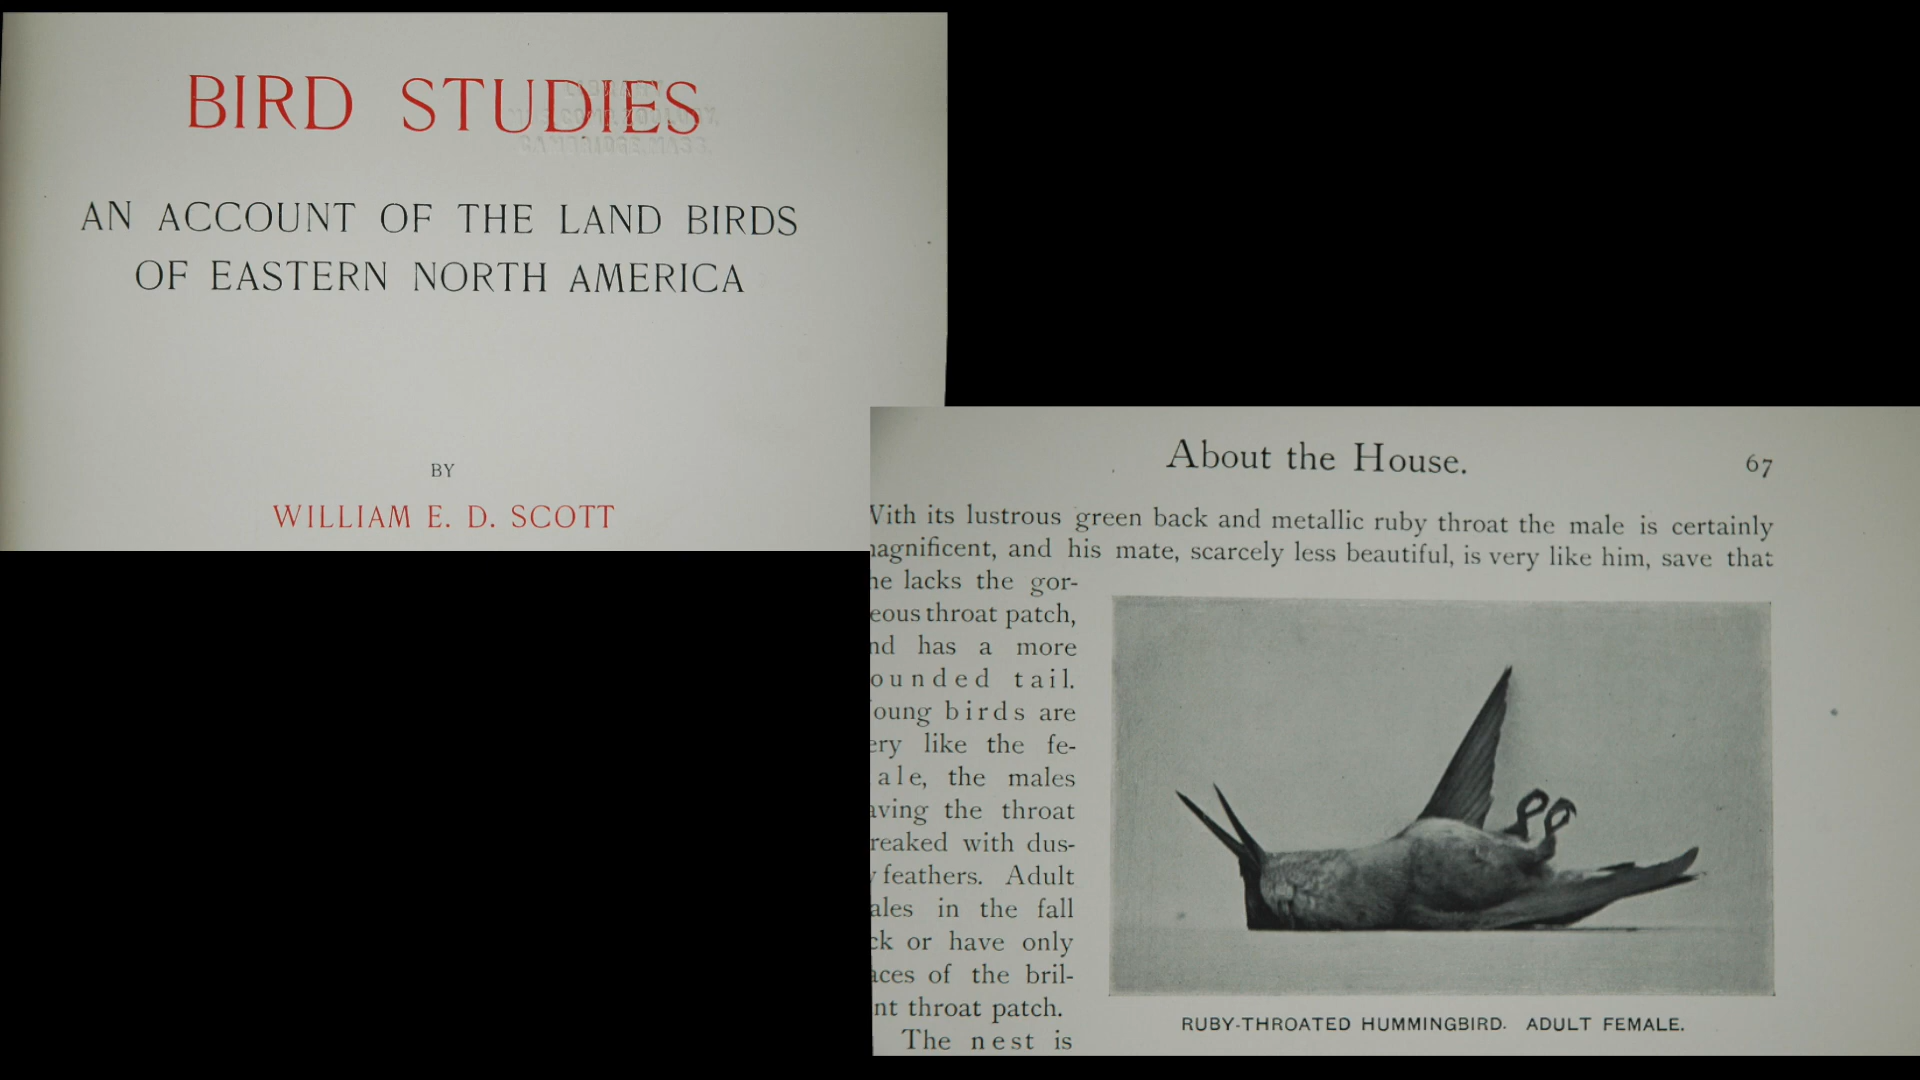 BIRD STUDIES
AN ACCOUNT OF THE LAND BIRDS
OF EASTERN NORTH AMERICA
BY
WILLIAM E. D. SCOTT
About the House. 67
With its lustrous green back and metallic ruby throat the male is certainly
agnificent, and his mate, scarcely less beautiful, is very like him, save that
he lacks the gor-
eous throat patch,
nd has a more
ounded tail.
oung birds are
ery like the fe-
ale, the males
aving the throat
reaked with dus-
feathers. Adult
ales in the fall
ck or have only
aces of the bril-
nt throat patch.
The nest is
RUBY-THROATED HUMMINGBIRD. ADULT FEMALE.